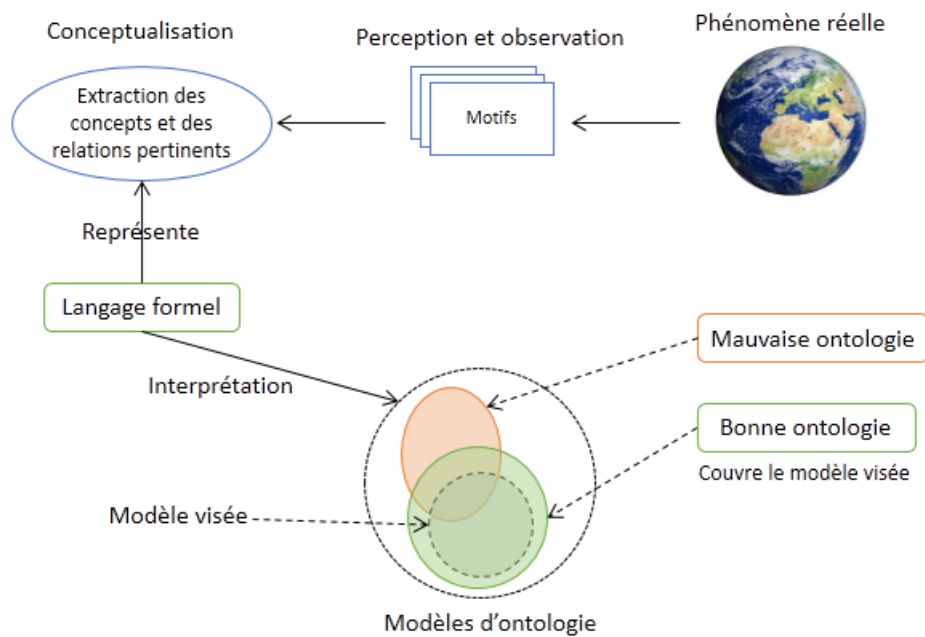 Conceptualisation
Perception et observation
Phénomène réelle
Extraction des
concepts et des
relations pertinents
Motifs
Représente
Langage formel
Interprétation
Mauvaise ontologie
Bonne ontologie
Couvre le modèle visée
Modèle visée
Modèles d'ontologie